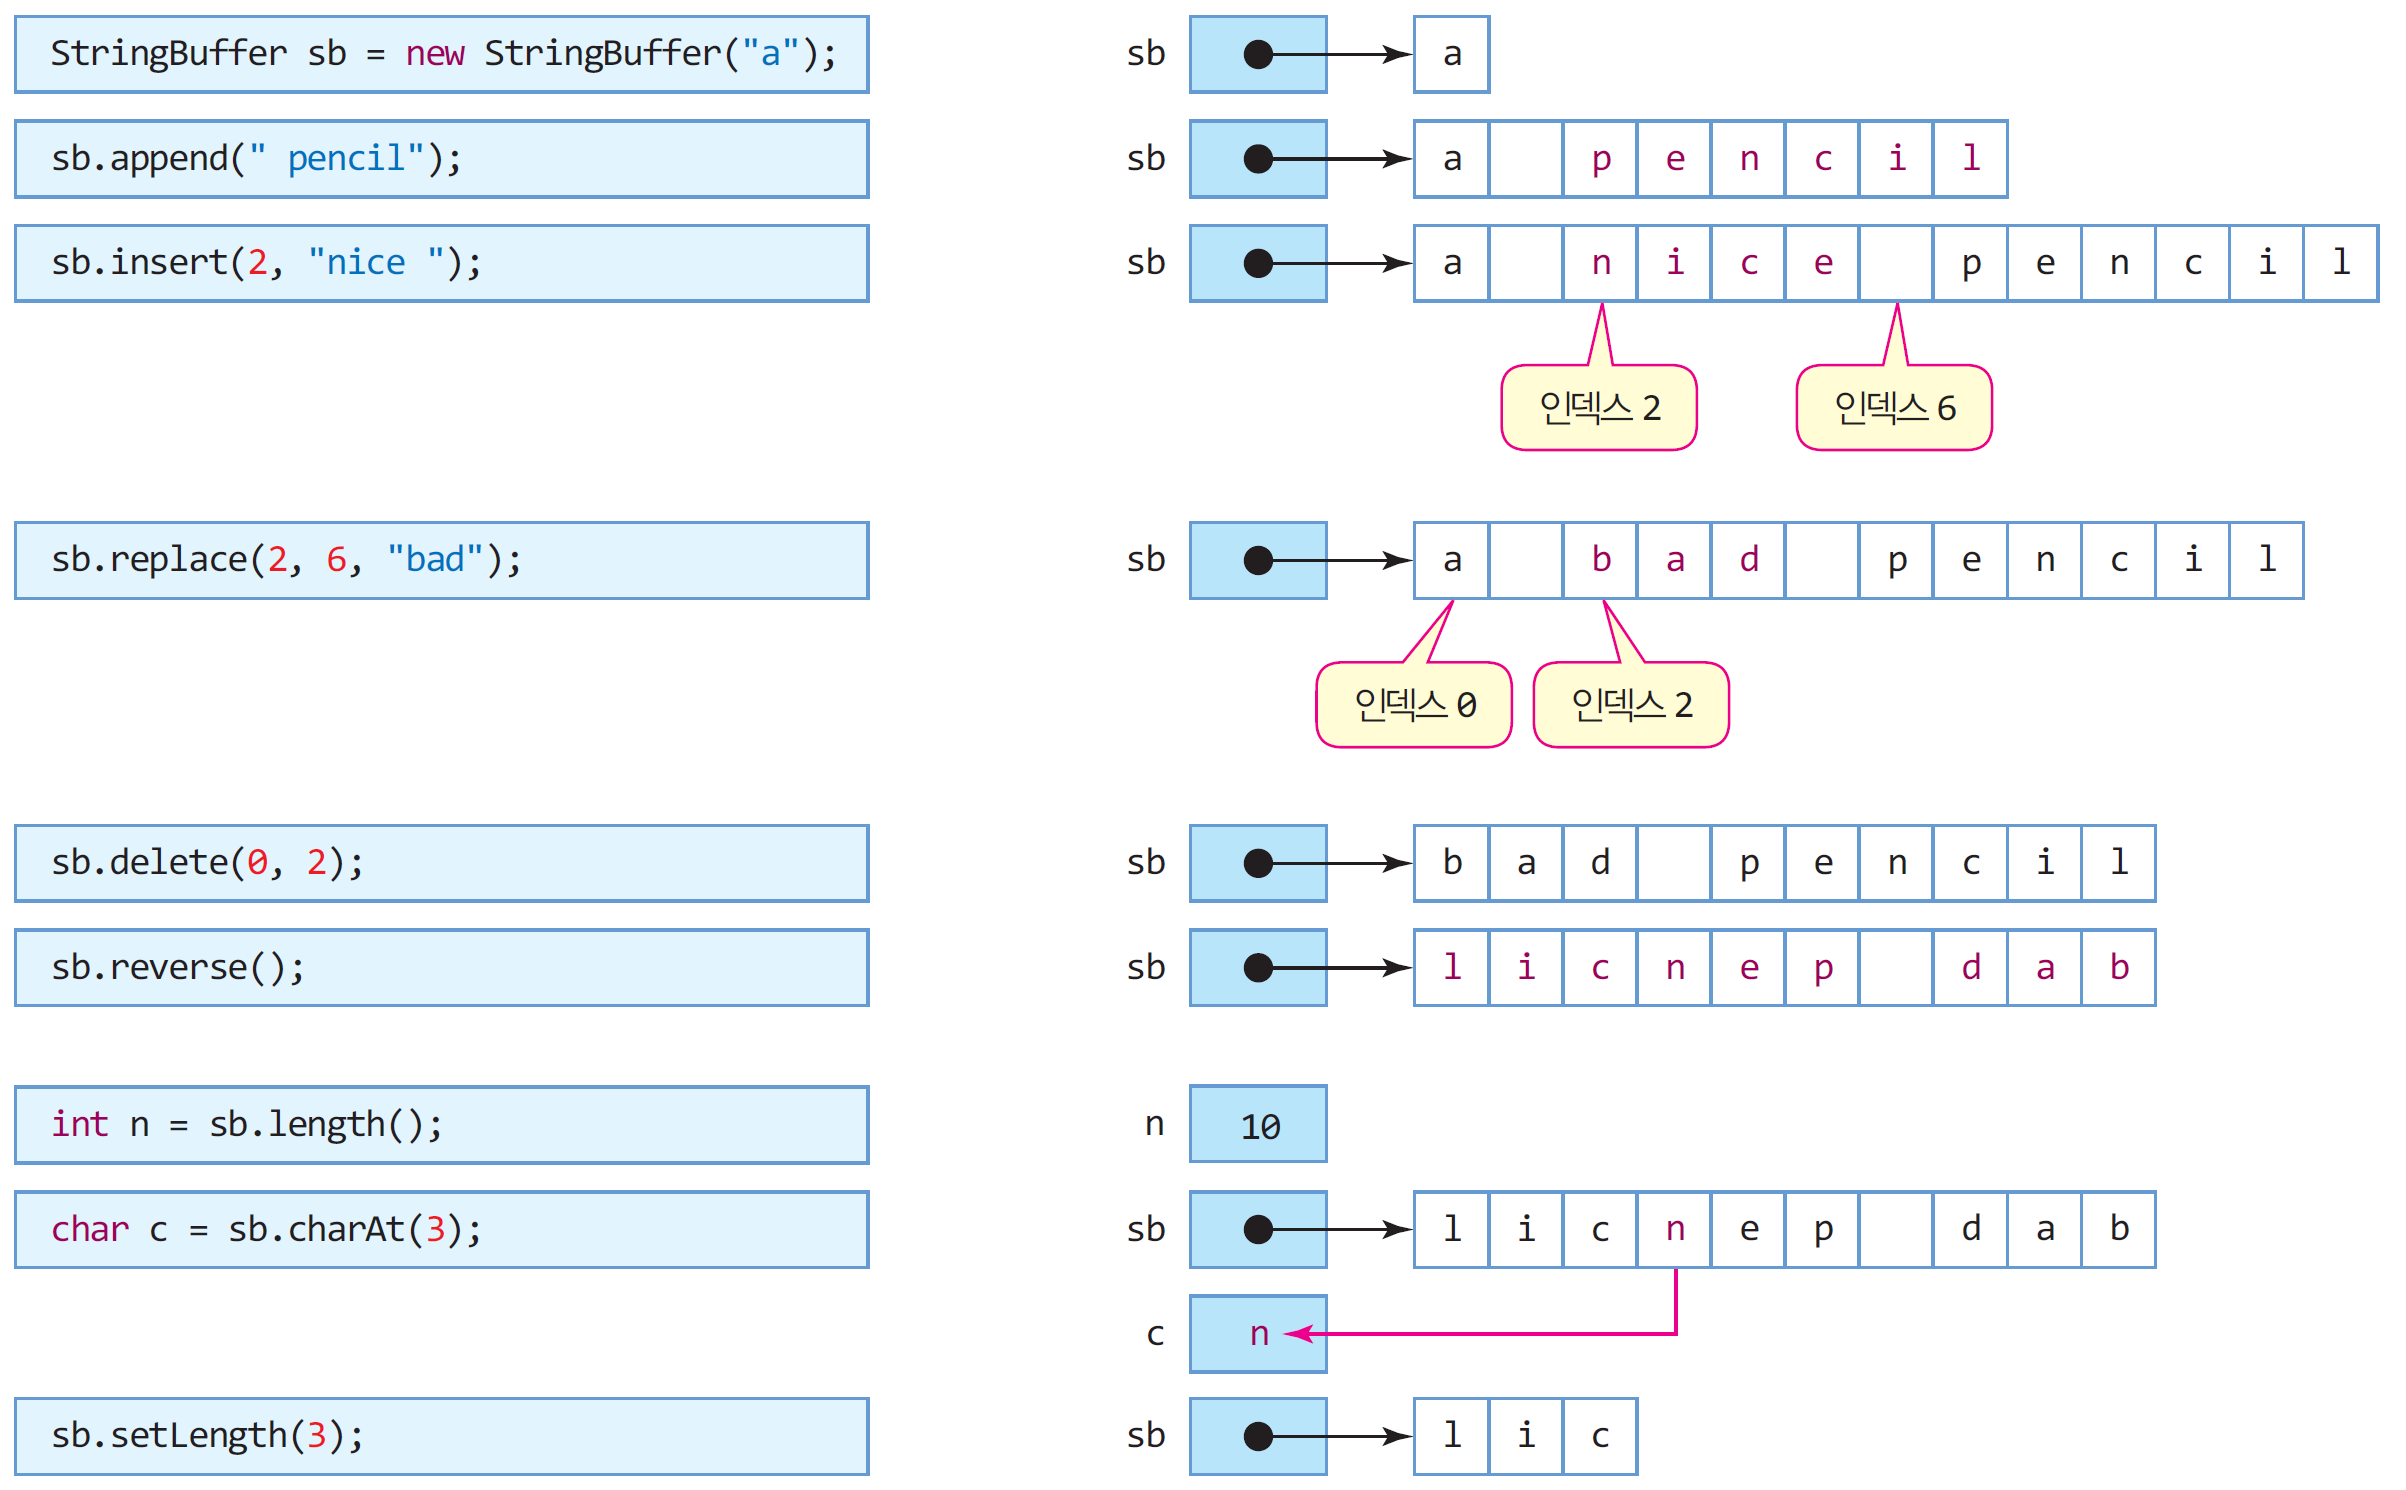 StringBuffer sb = new StringBuffer("a"); sb a
sb.append(" pencil"); sb a p e n c i l
sb.insert(2, "nice "); sb a n i c e p e n c i l
인덱스 2 인덱스 6
sb.replace(2, 6, "bad"); sb a b a d p e n c i l
인덱스 0 인덱스 2
sb.delete(0, 2); sb b a d p e n c i l
sb.reverse(); sb l i c n e p d a b
int n = sb.length(); n 10
char c = sb.charAt(3); sb l i c n e p d a b
c n
sb.setLength(3); sb l i c